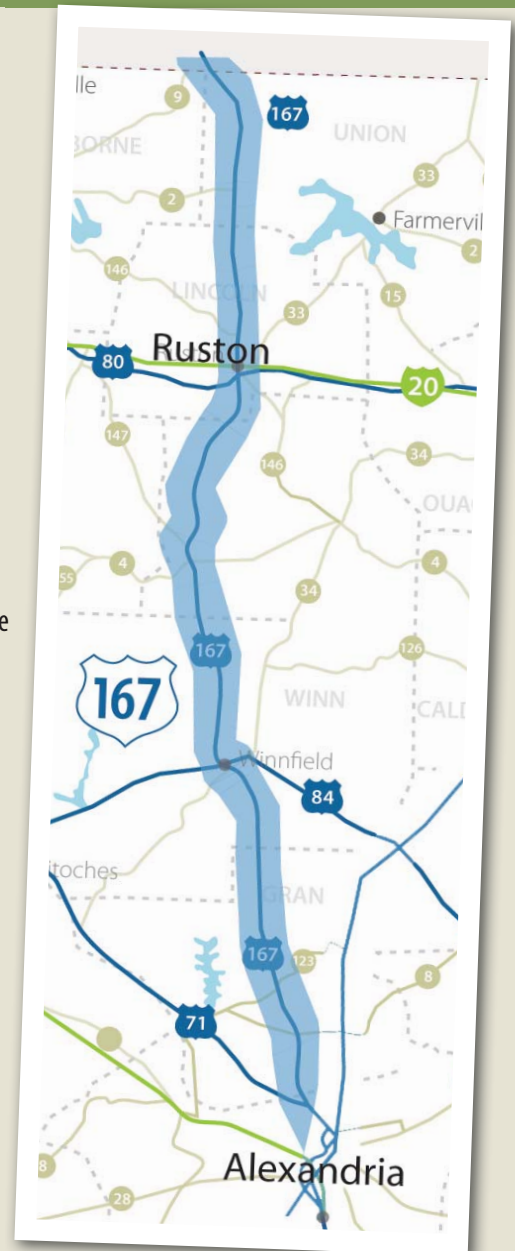 lle
9
167
BORNE
UNION
33
2
Farmervil
2
146
LINCOLN
33
15
Ruston
80
20
147
146
34
OUA
4
4
55
34
e
167
126
167
WINN
CALD
Winnfield
84
itoches
GRAN
167
123
8
71
Alexandria
8
28